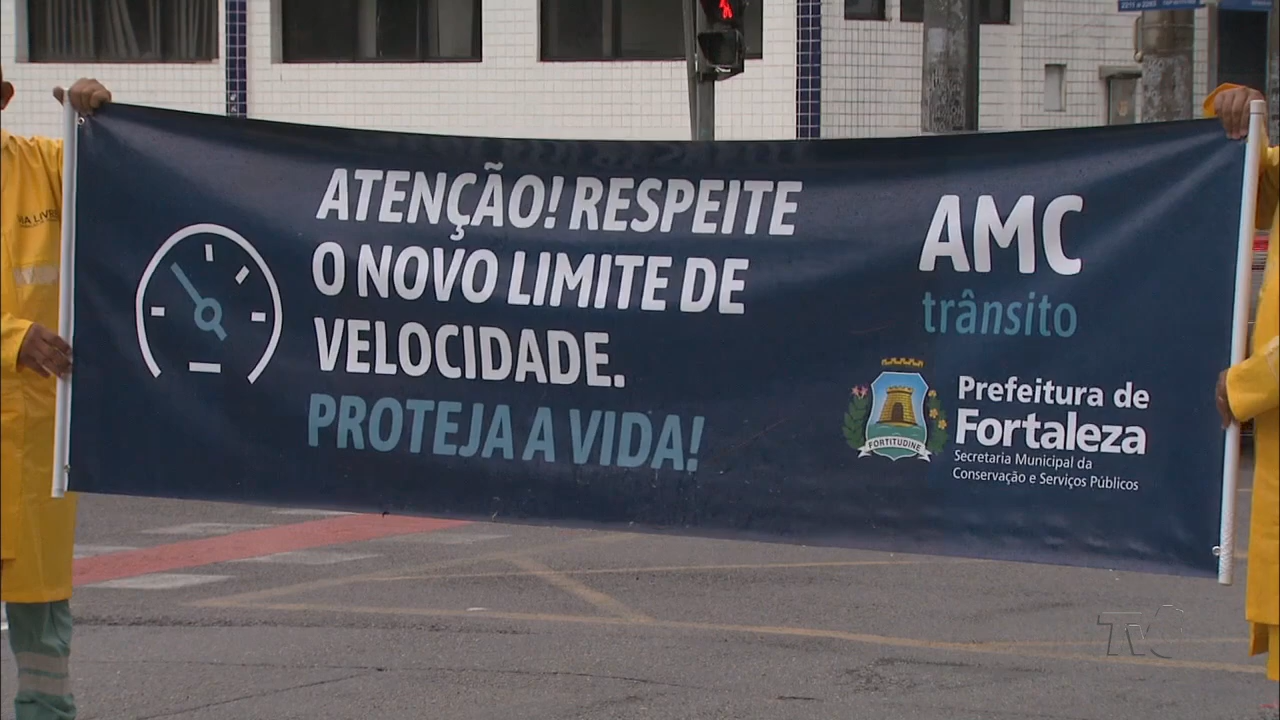 ATENÇÃO! RESPEITE
O NOVO LIMITE DE
VELOCIDADE.
PROTEJA A VIDA!
AMC
trânsito
FORTITUDINE
Prefeitura de
Fortaleza
Secretaria Municipal da
Conservação e Serviços Públicos